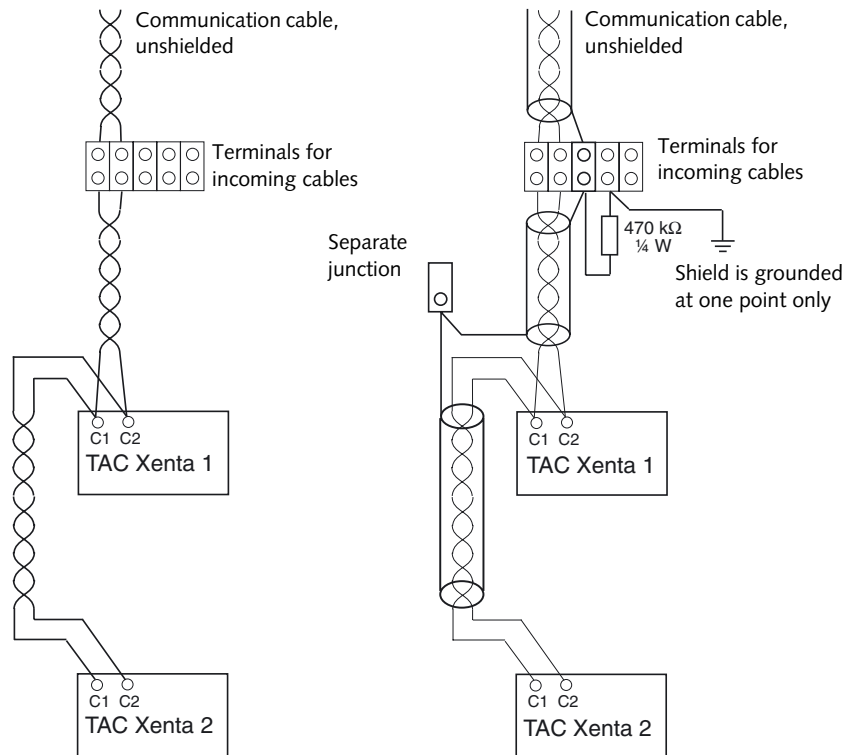 Communication cable,
unshielded
Terminals for
incoming cables
C1 C2
TAC Xenta 1
C1 C2
TAC Xenta 2
Communication cable,
unshielded
Terminals for
incoming cables
470 kΩ
¼ W
Shield is grounded
at one point only
Separate
junction
C1 C2
TAC Xenta 1
C1 C2
TAC Xenta 2